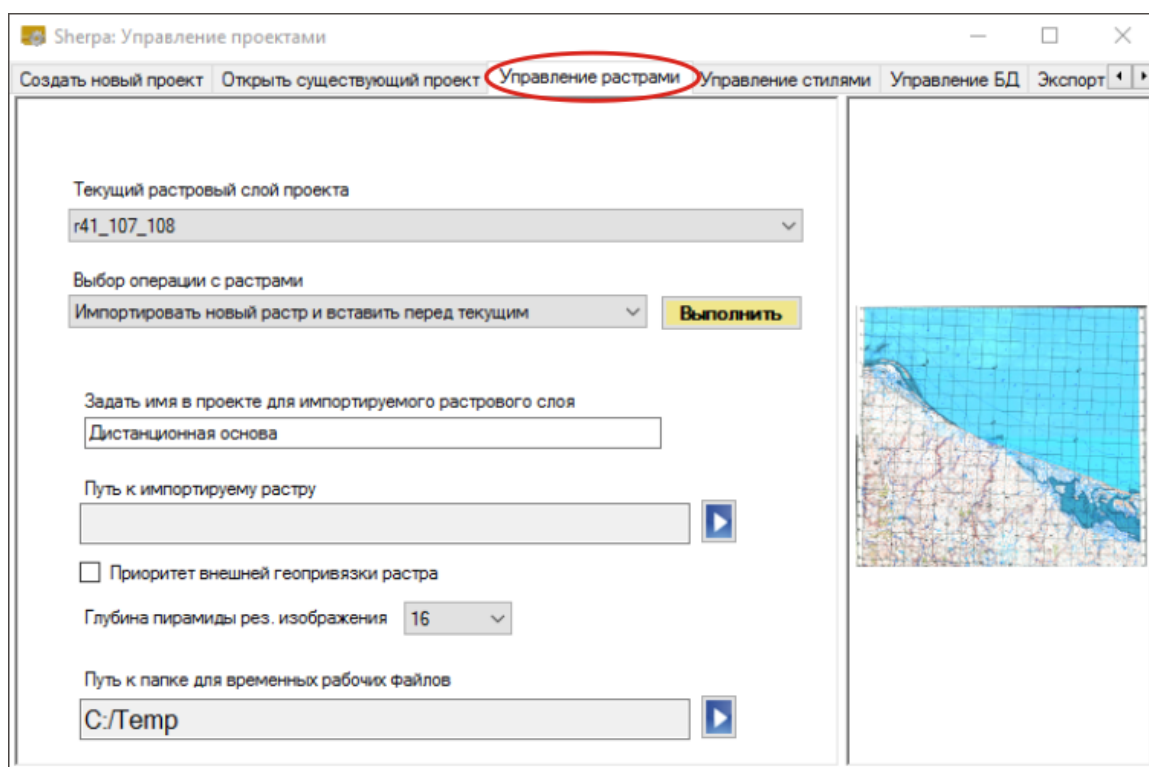 Sherpa: Управление проектами
Создать новый проект Открыть существующий проект Управление растрами Управление стилями Управление БД Экспорт
Текущий растровый слой проекта
r41_107_108
Выбор операции с растрами
Импортировать новый растр и вставить перед текущим Выполнить
Задать имя в проекте для импортируемого растрового слоя
Дистанционная основа
Путь к импортируему растру
Приоритет внешней геопривязки растра
Глубина пирамиды рез. изображения 16
Путь к папке для временных рабочих файлов
C:/Temp